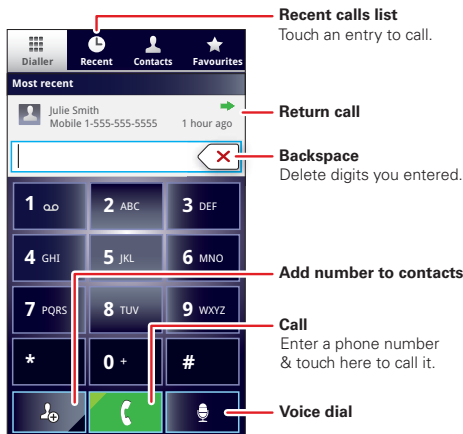 Recent calls list
Touch an entry to call.
Dialler Recent Contacts Favourites
Most recent
Julie Smith
Mobile 1-555-555-5555 1 hour ago
Return call
Backspace
Delete digits you entered.
1 2 ABC 3 DEF
4 GHI 5 JKL 6 MNO
Add number to contacts
7 PQRS 8 TUV 9 WXYZ
Call
Enter a phone number
& touch here to call it.
* 0 + #
Voice dial